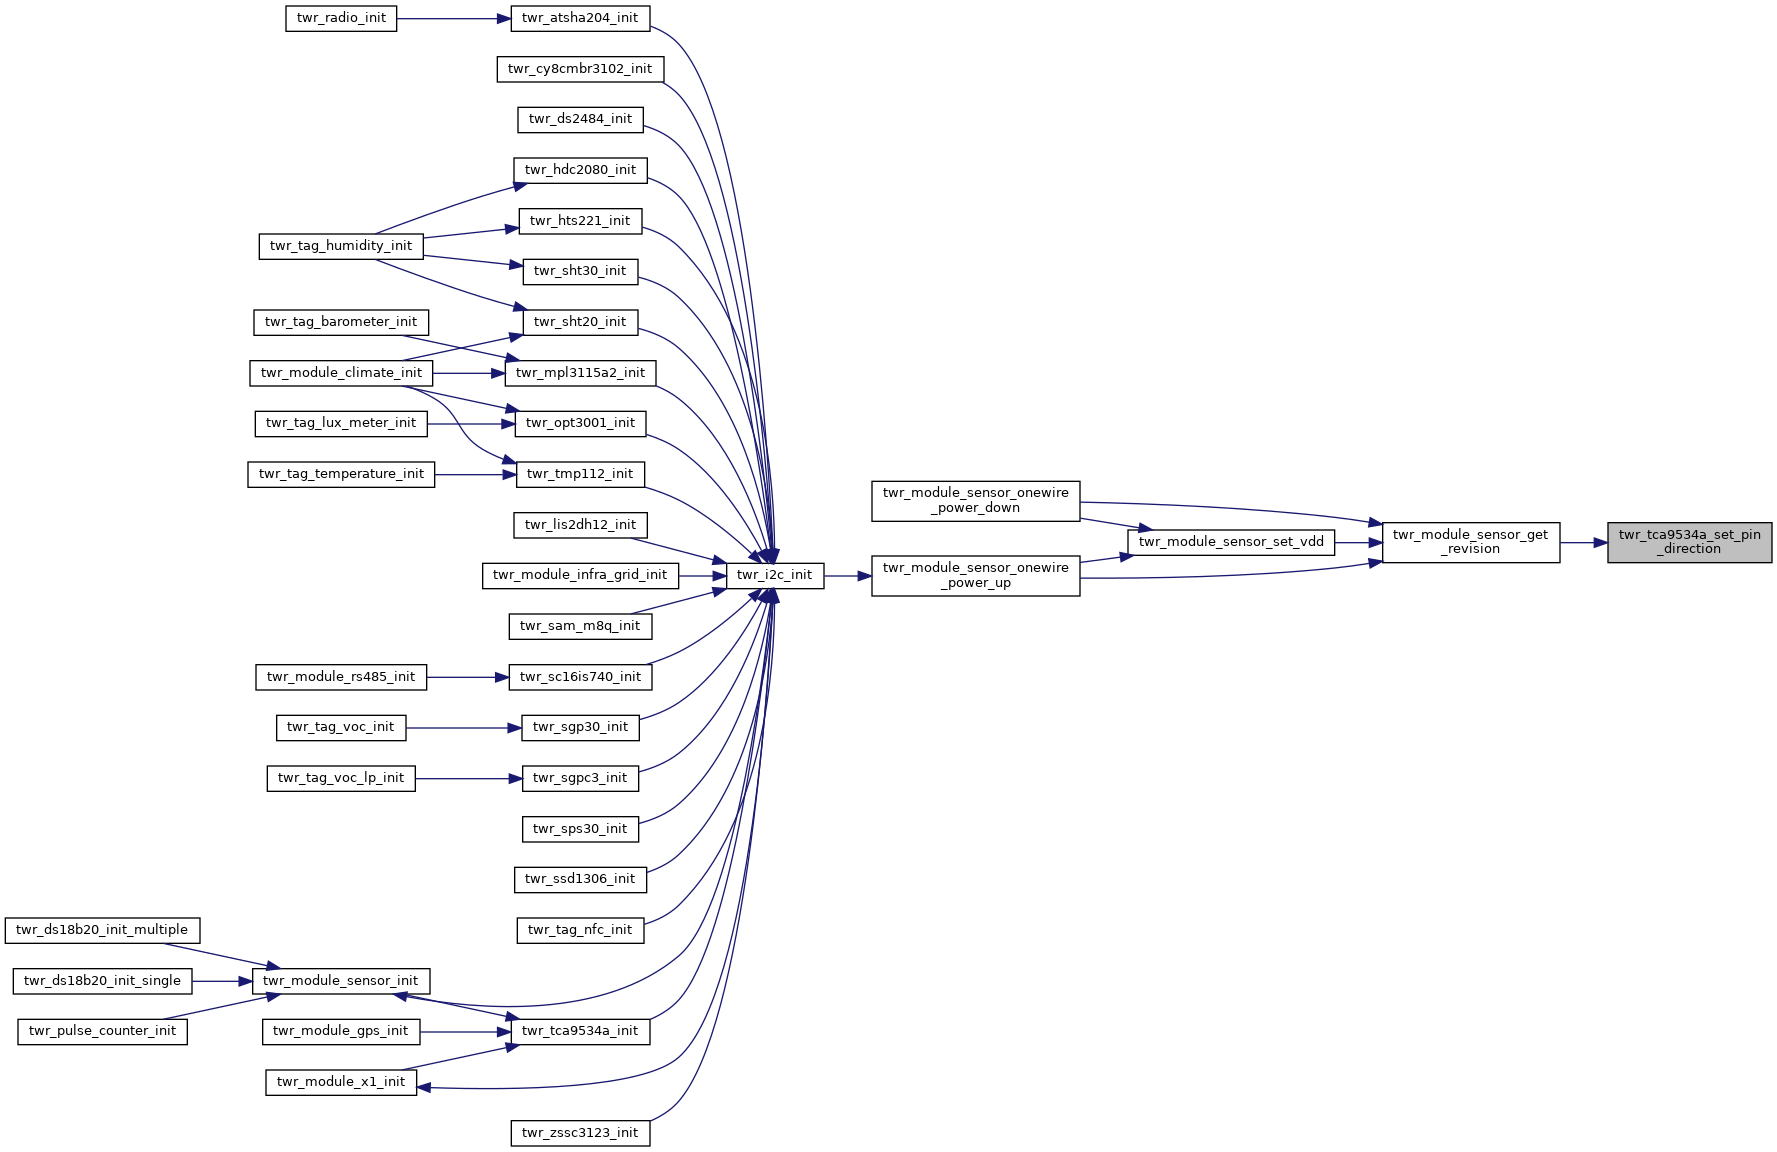 twr_radio_init
twr_atsha204_init
twr_cy8cmbr3102_init
twr_ds2484_init
twr_hdc2080_init
twr_hts221_init
twr_tag_humidity_init
twr_sht30_init
twr_tag_barometer_init
twr_sht20_init
twr_module_climate_init
twr_mpl3115a2_init
twr_tag_lux_meter_init
twr_opt3001_init
twr_tag_temperature_init
twr_tmp112_init
twr_lis2dh12_init
twr_module_infra_grid_init
twr_i2c_init
twr_module_sensor_onewire
_power_down
twr_module_sensor_onewire
_power_up
twr_module_sensor_set_vdd
twr_module_sensor_get
_revision
twr_tca9534a_set_pin
_direction
twr_sam_m8q_init
twr_module_rs485_init
twr_sc16is740_init
twr_tag_voc_init
twr_sgp30_init
twr_tag_voc_lp_init
twr_sgpc3_init
twr_sps30_init
twr_ssd1306_init
twr_ds18b20_init_multiple
twr_tag_nfc_init
twr_ds18b20_init_single
twr_module_sensor_init
twr_pulse_counter_init
twr_module_gps_init
twr_tca9534a_init
twr_module_x1_init
twr_zssc3123_init